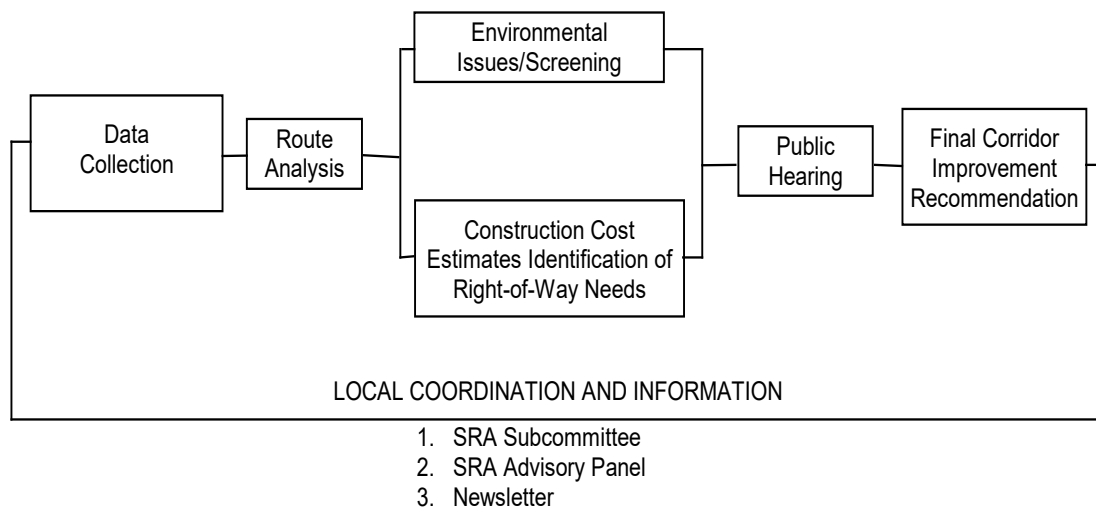 Environmental
Issues/Screening
Data
Collection
Route
Analysis
Public
Hearing
Final Corridor
Improvement
Recommendation
Construction Cost
Estimates Identification of
Right-of-Way Needs
LOCAL COORDINATION AND INFORMATION
1. SRA Subcommittee
2. SRA Advisory Panel
3. Newsletter